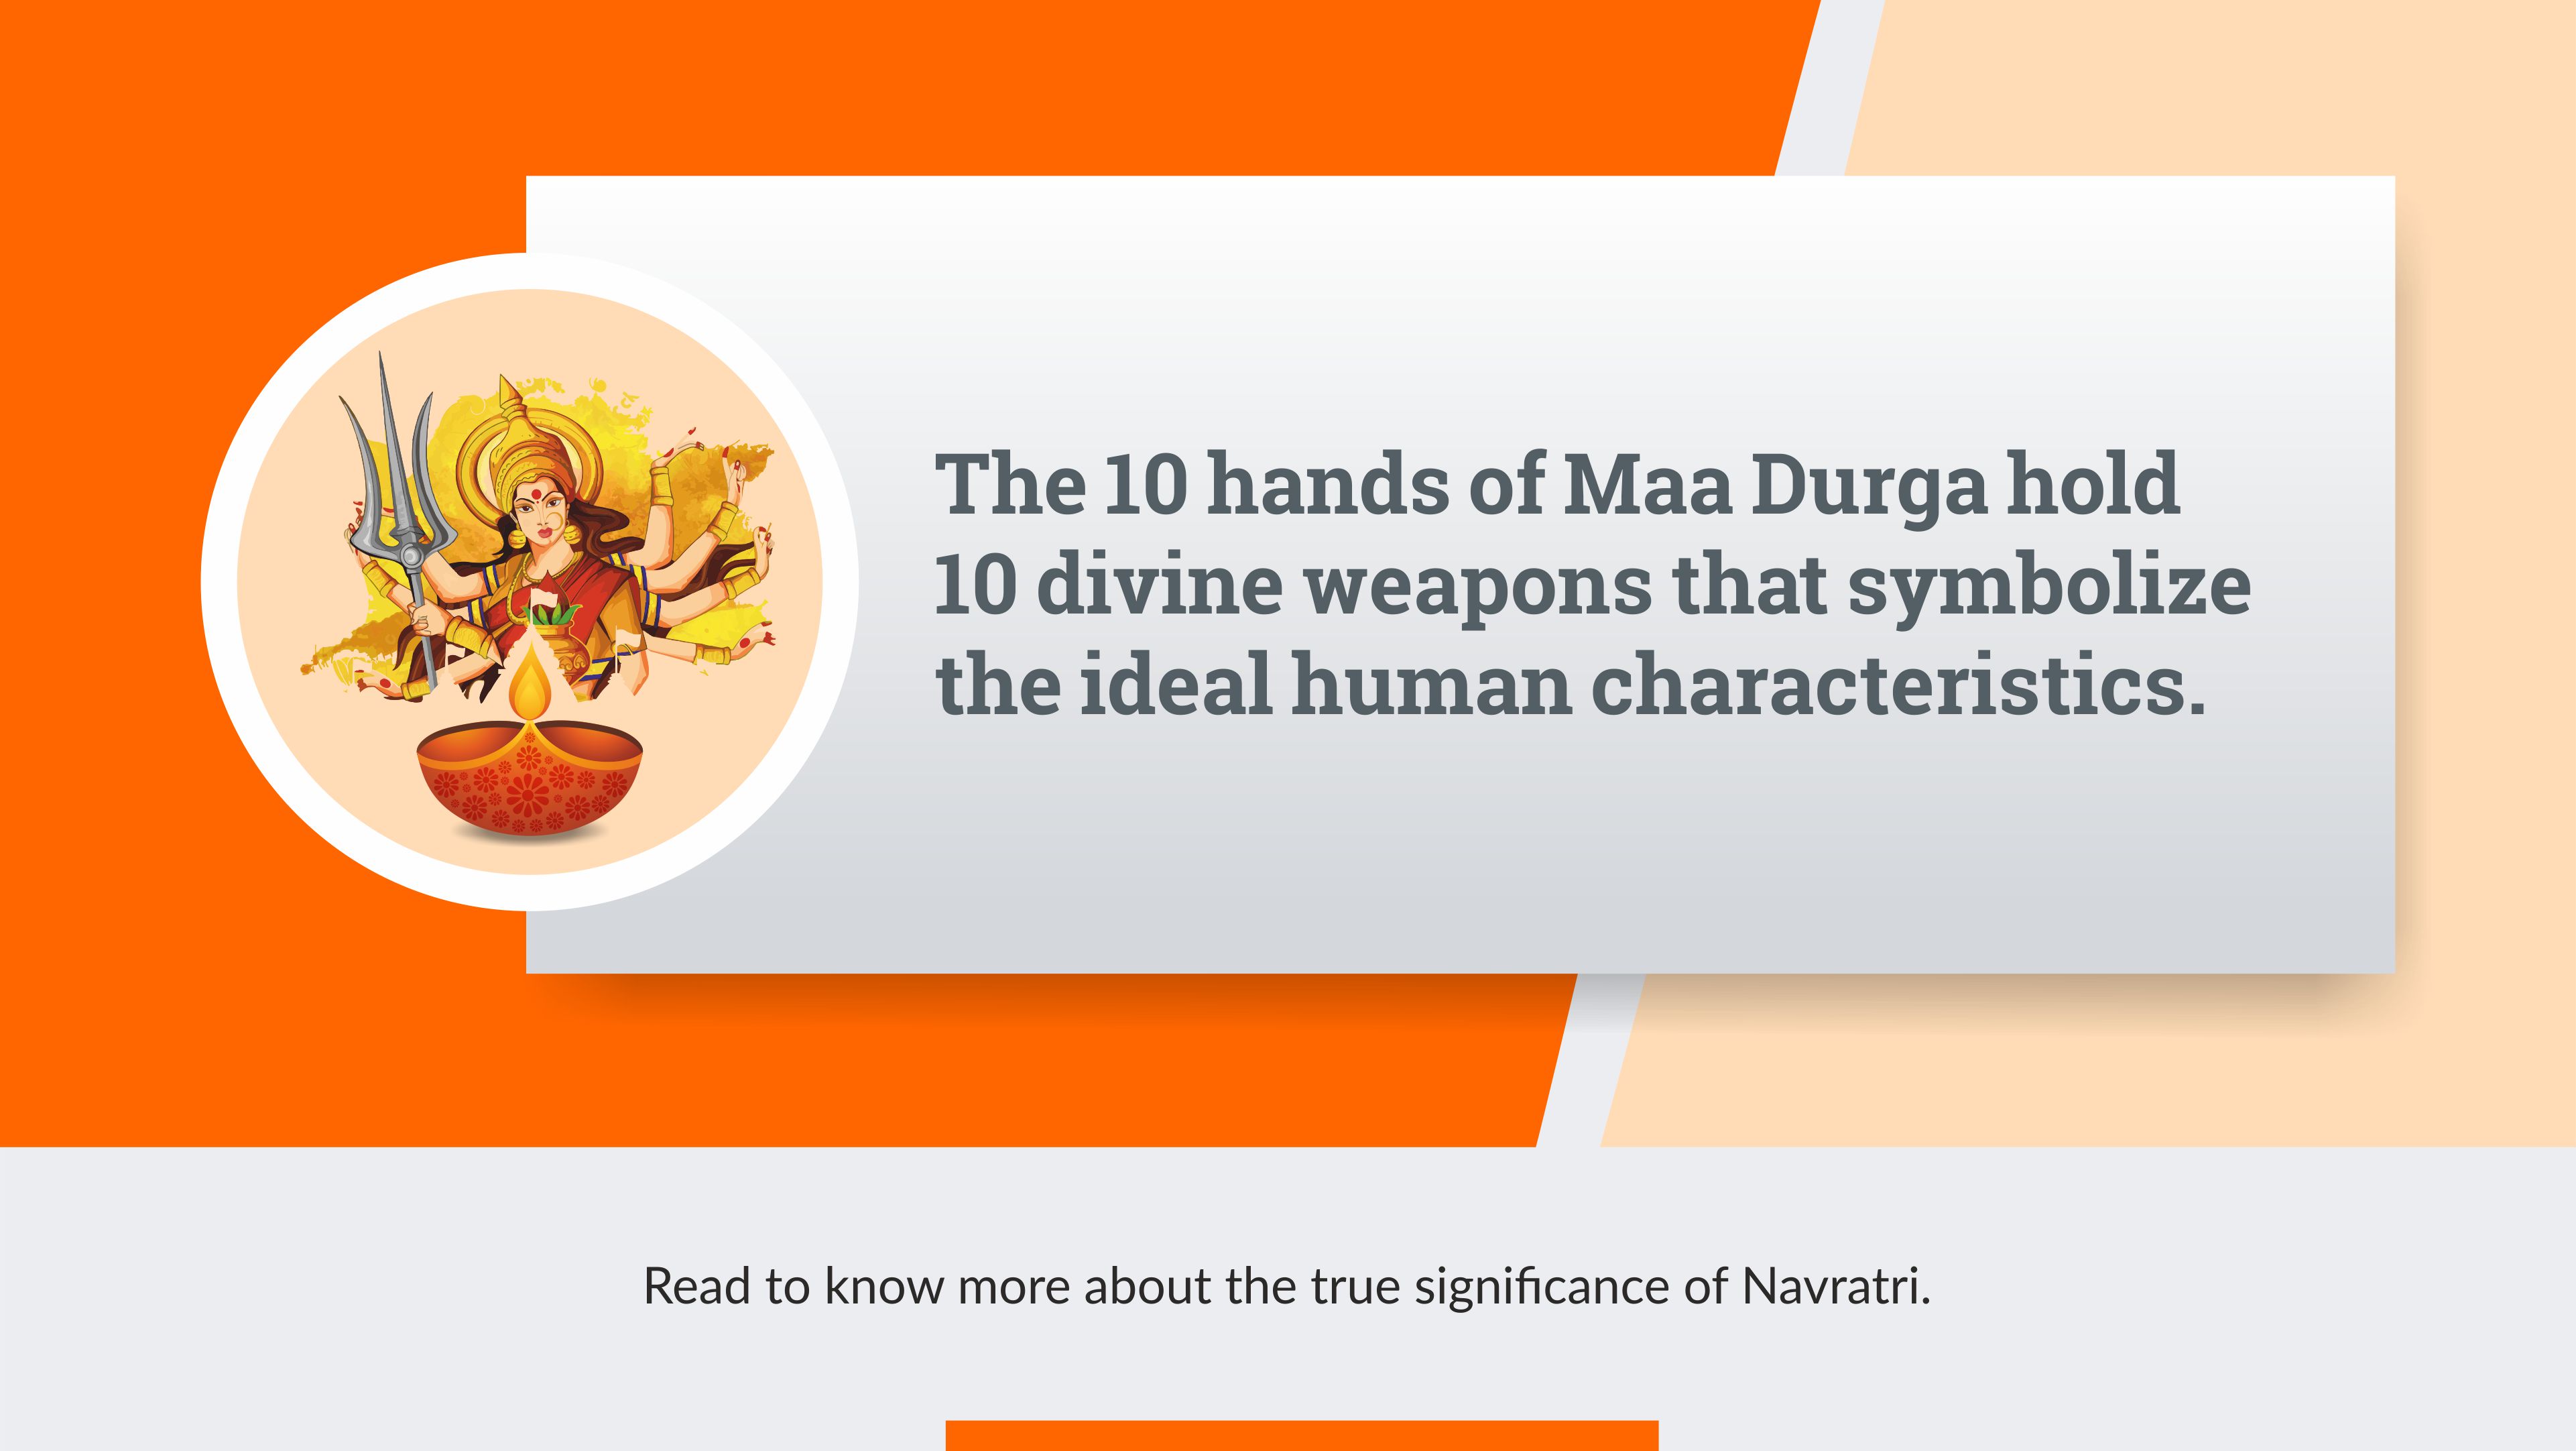 The 10 hands of Maa Durga hold
10 divine weapons that symbolize
the ideal human characteristics.
Read to know more about the true significance of Navratri.